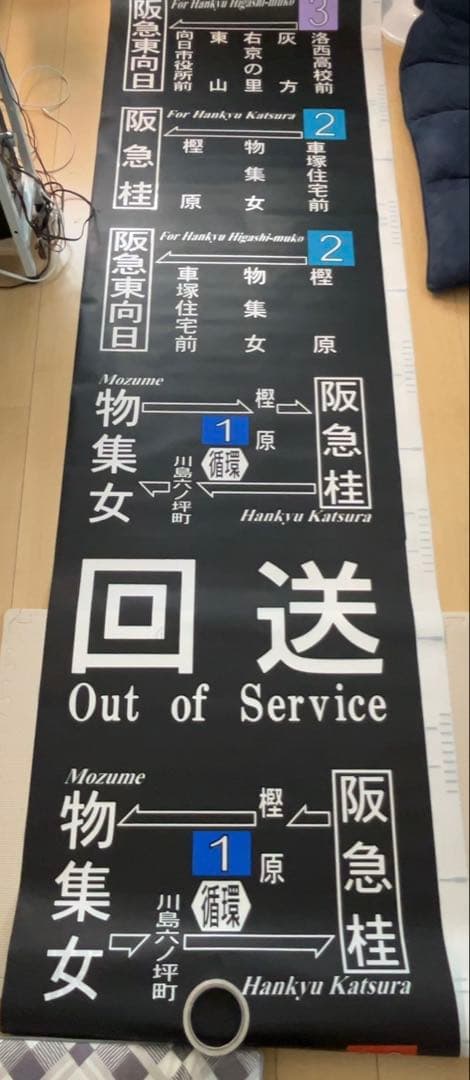 For Hankyu Higashi-muko
3
阪急東向日
向日市役所前
東山
右京の里
灰方
洛西高校前
For Hankyu Katsura
2
阪急桂
樫原
物集女
車塚住宅前
For Hankyu Higashi-muko
2
阪急東向日
車塚住宅前
物集女
樫原
Mozume
物集女
樫原
1
循環
川島六ノ坪町
阪急桂
Hankyu Katsura
回送
Out of Service
Mozume
物集女
樫原
1
循環
川島六ノ坪町
阪急桂
Hankyu Katsura